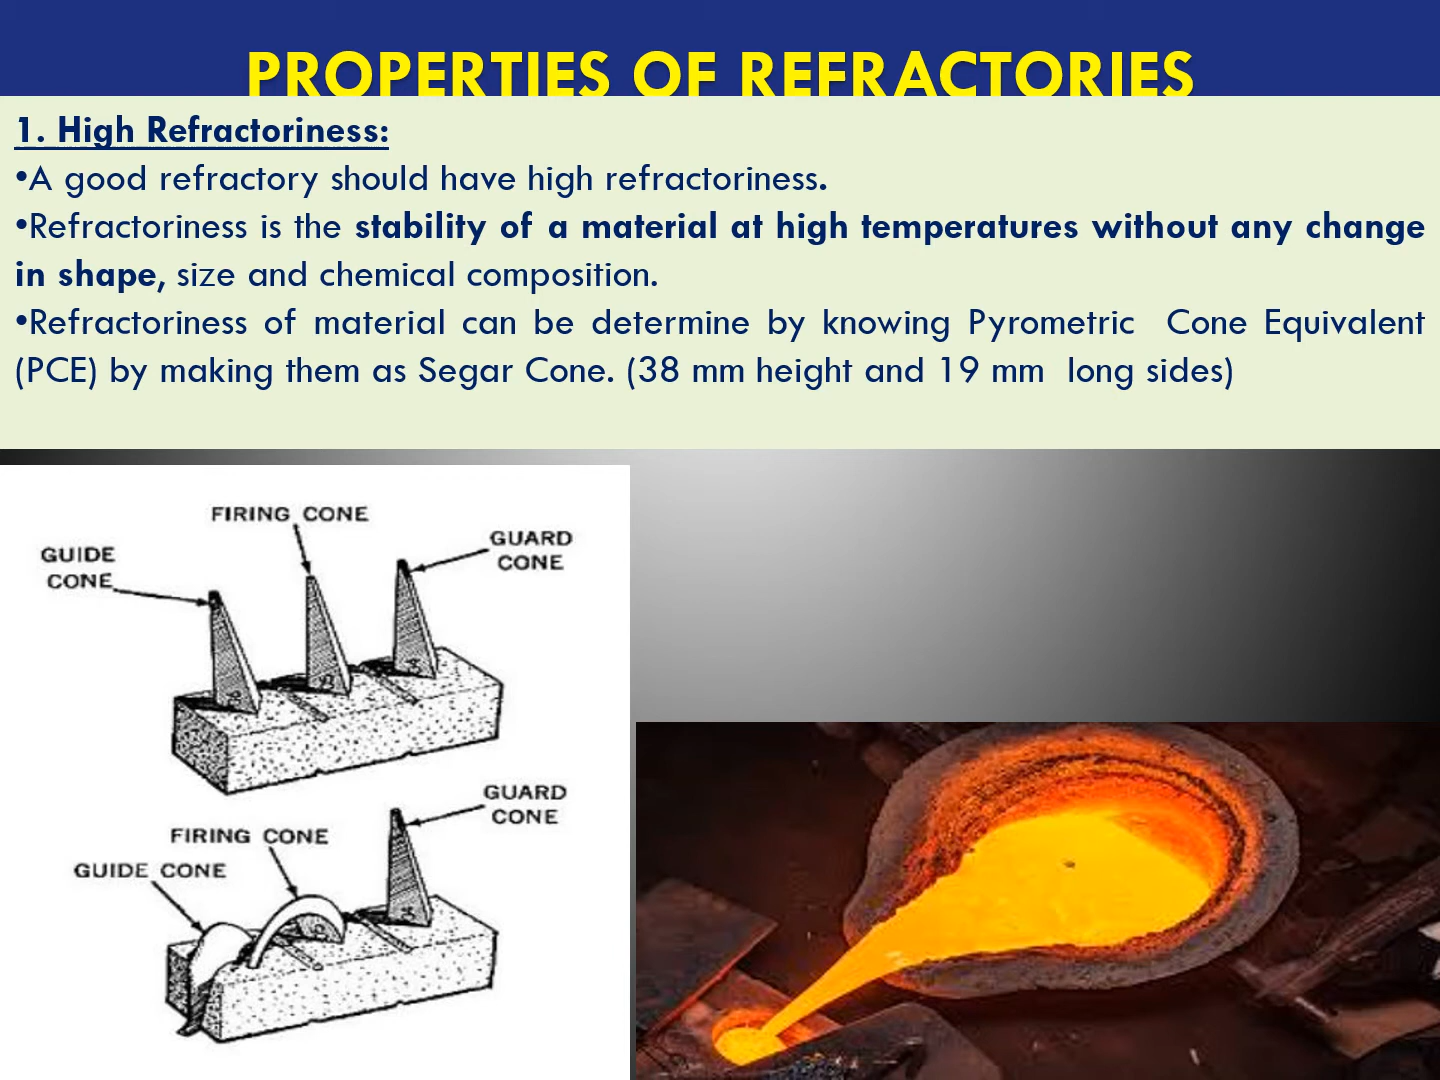 PROPERTIES OF REFRACTORIES
1. High Refractoriness:
•A good refractory should have high refractoriness.
•Refractoriness is the stability of a material at high temperatures without any change
in shape, size and chemical composition.
•Refractoriness of material can be determine by knowing Pyrometric Cone Equivalent
(PCE) by making them as Segar Cone. (38 mm height and 19 mm long sides)
FIRING CONE
GUIDE
CONE
GUARD
CONE
GUARD
CONE
FIRING CONE
GUIDE CONE